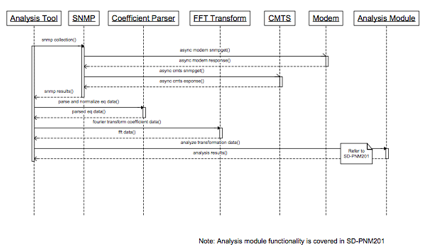 Analysis Tool SNMP Coefficient Parser FFT Transform CMTS Modem Analysis Module
snmp collection()
async modem snmpget()
async modem response()
async cmts snmpget()
async cmts esponse()
snmp results()
parse and normalize eq data()
parsed eq data()
fourier transform coefficient data()
fft data()
analyze transformation data()
Refer to
SD-PNM201
analysis results()
Note: Analysis module functionality is covered in SD-PNM201